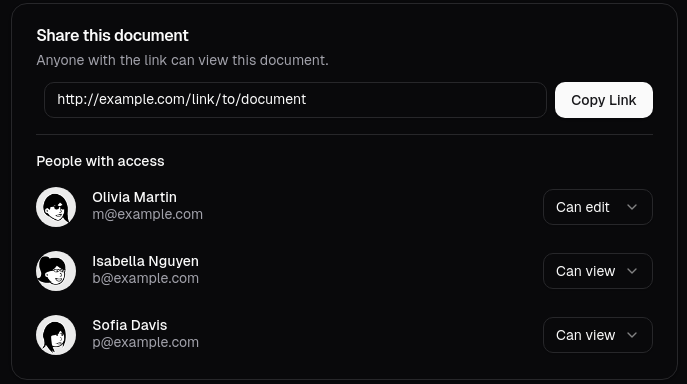 Share this document
Anyone with the link can view this document.
http://example.com/link/to/document
Copy Link
People with access
Olivia Martin
m@example.com
Can edit
Isabella Nguyen
b@example.com
Can view
Sofia Davis
p@example.com
Can view